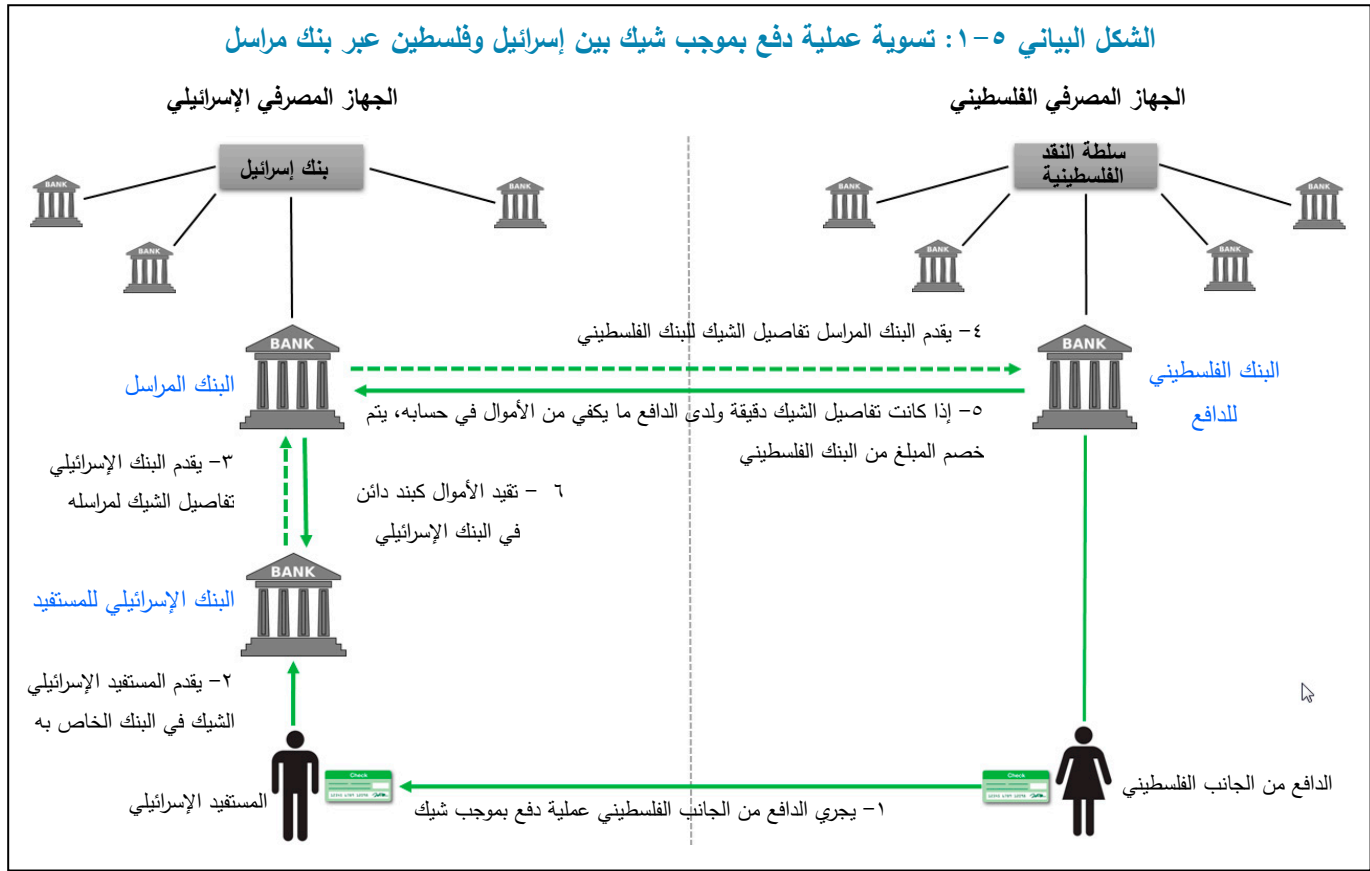 الشكل البياني ٥-١: تسوية عملية دفع بموجب شيك بين إسرائيل وفلسطين عبر بنك مراسل
الجهاز المصرفي الفلسطيني
الجهاز المصرفي الإسرائيلي
سلطة النقد
الفلسطينية
بنك إسرائيل
BANK
BANK
BANK
BANK
BANK
BANK
BANK
BANK
BANK
٤- يقدم البنك المراسل تفاصيل الشيك للبنك الفلسطيني
البنك الفلسطيني
للدافع
البنك المراسل
٥- إذا كانت تفاصيل الشيك دقيقة ولدى الدافع ما يكفي من الأموال في حسابه، يتم
خصم المبلغ من البنك الفلسطيني
٣- يقدم البنك الإسرائيلي
تفاصيل الشيك لمراسله
٦ - تقيد الأموال كبند دائن
في البنك الإسرائيلي
BANK
البنك الإسرائيلي للمستفيد
٢- يقدم المستفيد الإسرائيلي
الشيك في البنك الخاص به
Check
Check
الدافع من الجانب الفلسطيني
المستفيد الإسرائيلي
١- يجري الدافع من الجانب الفلسطيني عملية دفع بموجب شيك